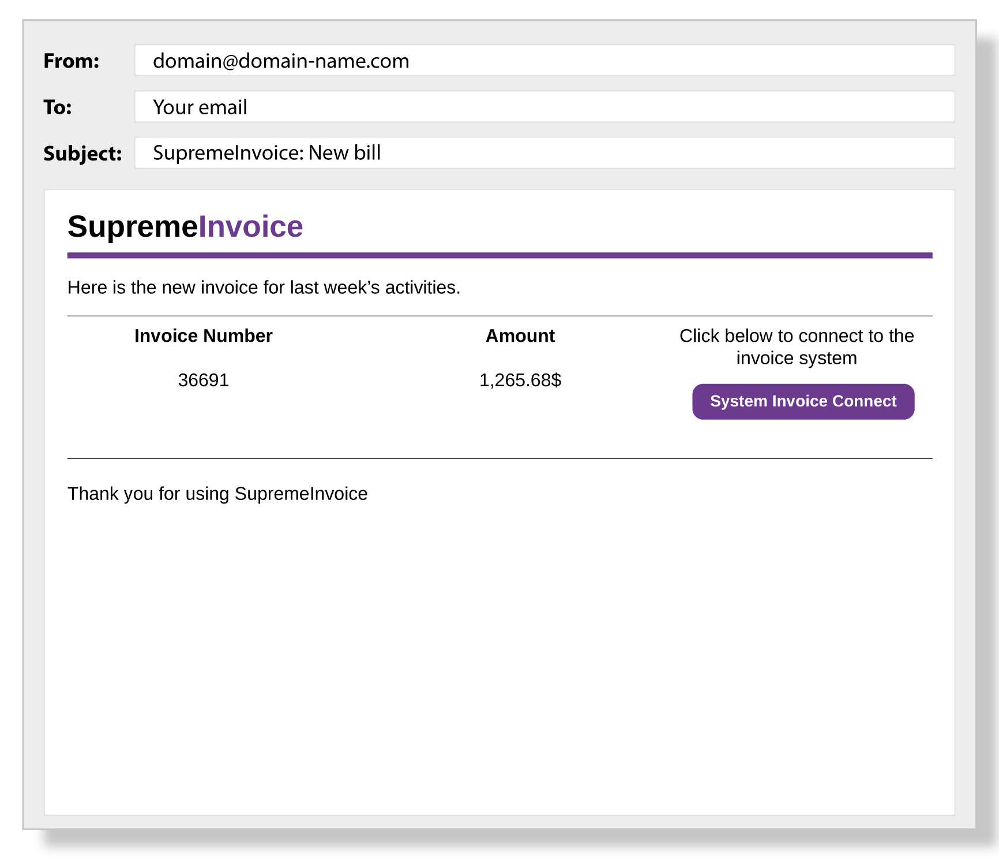 From: domain@domain-name.com
To: Your email
Subject: SupremeInvoice: New bill
SupremeInvoice
Here is the new invoice for last week’s activities.
Invoice Number
36691
Amount
1,265.68$
Click below to connect to the
invoice system
System Invoice Connect
Thank you for using SupremeInvoice